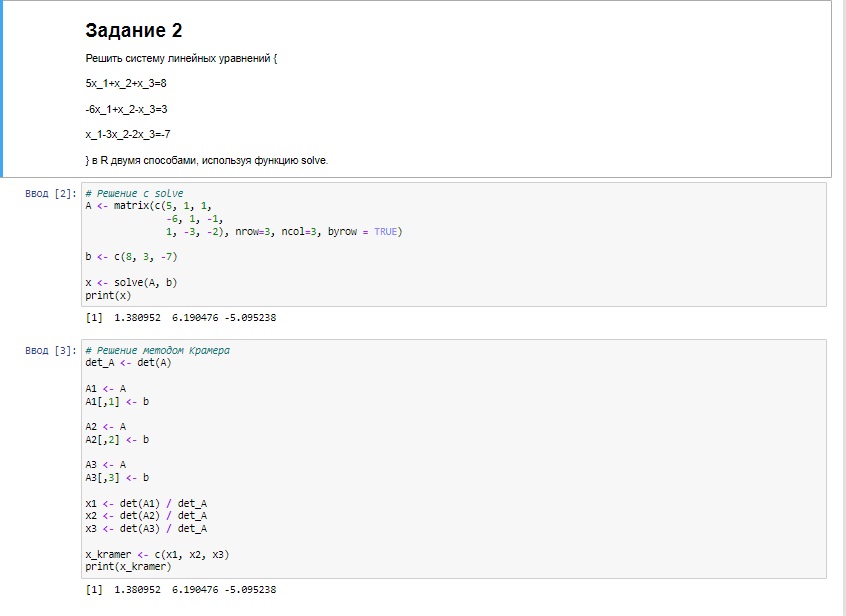 Задание 2
Решить систему линейных уравнений {
5x_1+x_2+x_3=8
-6x_1+x_2-x_3=3
x_1-3x_2-2x_3=-7
} в R двумя способами, используя функцию solve.
Ввод [2]: # Решение с solve
A <- matrix(c(5, 1, 1,
-6, 1, -1,
1, -3, -2), nrow=3, ncol=3, byrow = TRUE)
b <- c(8, 3, -7)
x <- solve(A, b)
print(x)
[1]  1.380952  6.190476 -5.095238
Ввод [3]: # Решение методом Крамера
det_A <- det(A)
A1 <- A
A1[,1] <- b
A2 <- A
A2[,2] <- b
A3 <- A
A3[,3] <- b
x1 <- det(A1) / det_A
x2 <- det(A2) / det_A
x3 <- det(A3) / det_A
x_kramer <- c(x1, x2, x3)
print(x_kramer)
[1]  1.380952  6.190476 -5.095238